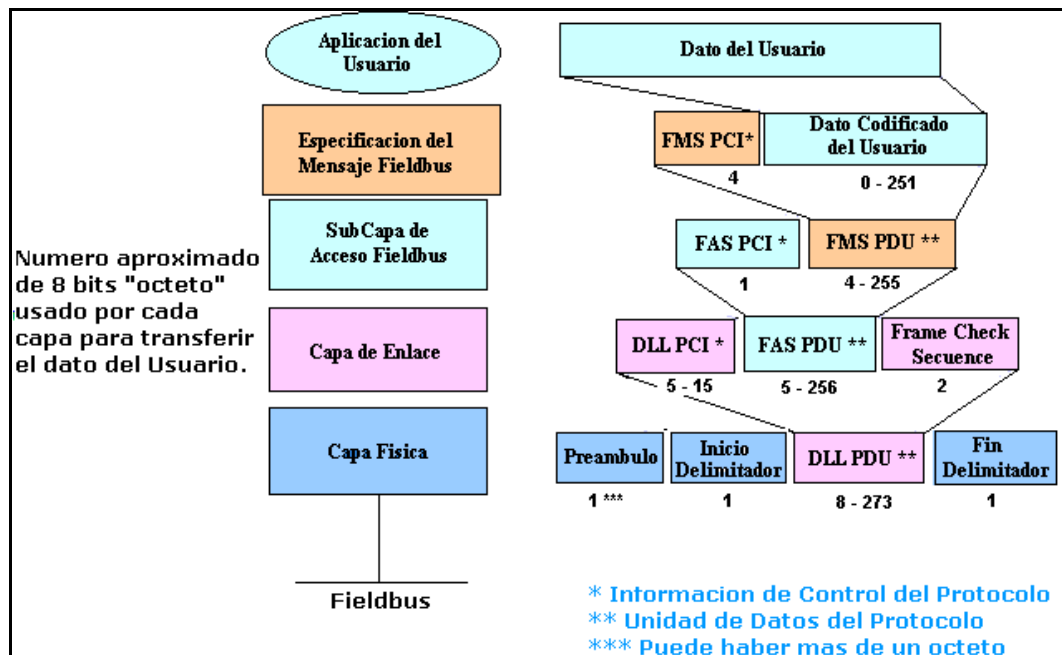 Aplicacion del
Usuario
Dato del Usuario
Especificacion del
Mensaje Fieldbus
FMS PCI*
Dato Codificado
del Usuario
4
0 - 251
SubCapa de
Acceso Fieldbus
FAS PCI *
FMS PDU **
1
4 - 255
Numero aproximado
de 8 bits "octeto"
usado por cada
capa para transferir
el dato del Usuario.
Capa de Enlace
DLL PCI *
FAS PDU **
Frame Check
Secuence
5 - 15
5 - 256
2
Capa Fisica
Preambulo
Inicio
Delimitador
DLL PDU **
Fin
Delimitador
1 ***
1
8 - 273
1
Fieldbus
* Informacion de Control del Protocolo
** Unidad de Datos del Protocolo
*** Puede haber mas de un octeto